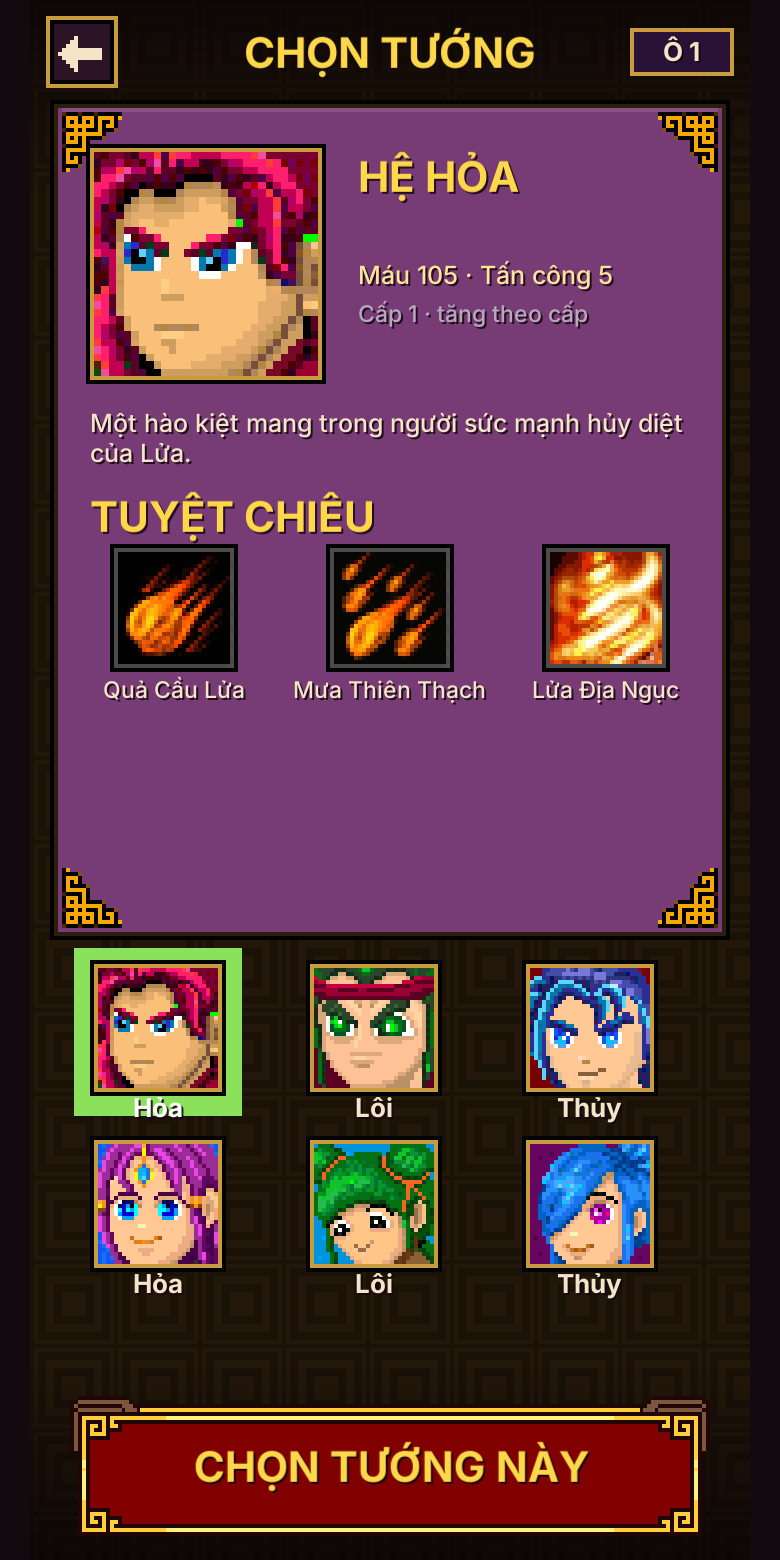 CHỌN TƯỚNG
Ô 1
HỆ HỎA
Máu 105 · Tấn công 5
Cấp 1 · tăng theo cấp
Một hào kiệt mang trong người sức mạnh hủy diệt
của Lửa.
TUYỆT CHIÊU
Quả Cầu Lửa
Mưa Thiên Thạch
Lửa Địa Ngục
Hỏa
Lôi
Thủy
Hỏa
Lôi
Thủy
CHỌN TƯỚNG NÀY